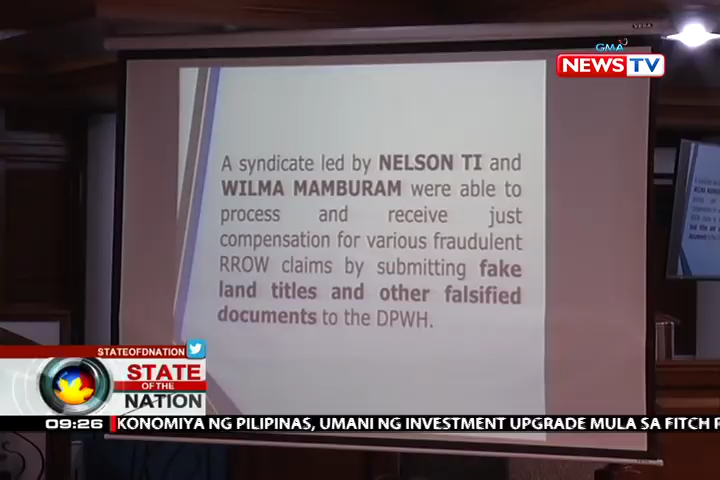 GMA
NEWS TV
A syndicate led by NELSON TI and
WILMA MAMBURAM were able to
process and receive just
compensation for various fraudulent
RROW claims by submitting fake
land titles and other falsified
documents to the DPWH.
STATEOFDNATION
STATE
OF THE
NATION
09:26
KONOMIYA NG PILIPINAS, UMANI NG INVESTMENT UPGRADE MULA SA FITCH